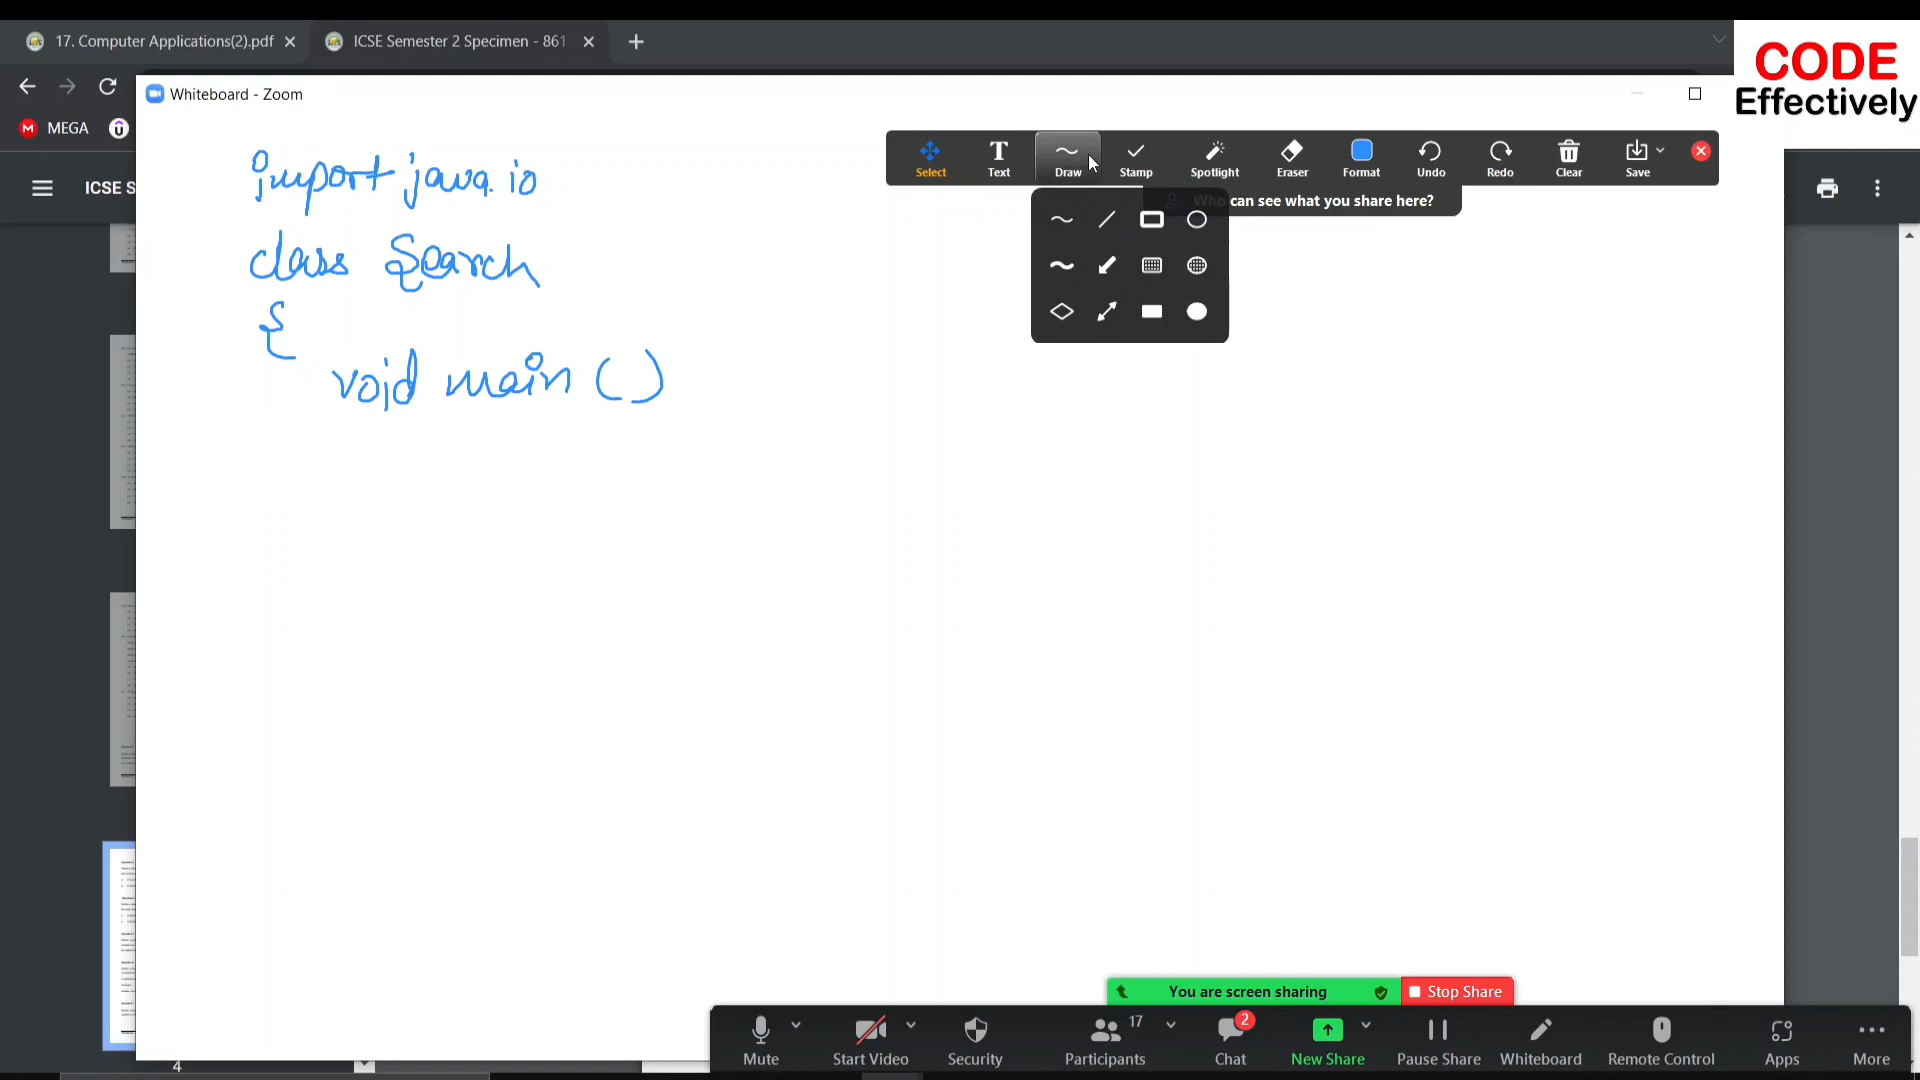 17. Computer Applications(2).pdf
ICSE Semester 2 Specimen - 861
CODE
Effectively
MEGA
Whiteboard - Zoom
ICSE S
Select
Text
Draw
Stamp
Spotlight
Eraser
Format
Undo
Redo
Clear
Save
Who can see what you share here?
import java.io
class Search
{
void main ()
You are screen sharing
Stop Share
4
Mute
Start Video
Security
Participants
17
Chat
2
New Share
Pause Share
Whiteboard
Remote Control
Apps
More